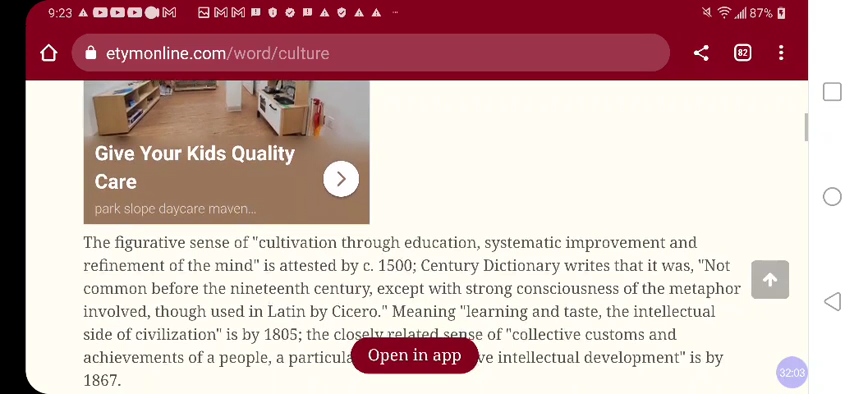 9:23
87%
etymonline.com/word/culture
82
Give Your Kids Quality
Care
park slope daycare maven...
The figurative sense of "cultivation through education, systematic improvement and
refinement of the mind" is attested by c. 1500; Century Dictionary writes that it was, "Not
common before the nineteenth century, except with strong consciousness of the metaphor
involved, though used in Latin by Cicero." Meaning "learning and taste, the intellectual
side of civilization" is by 1805; the closely related sense of "collective customs and
achievements of a people, a particula
Open in app
ve intellectual development" is by
1867.
32:03